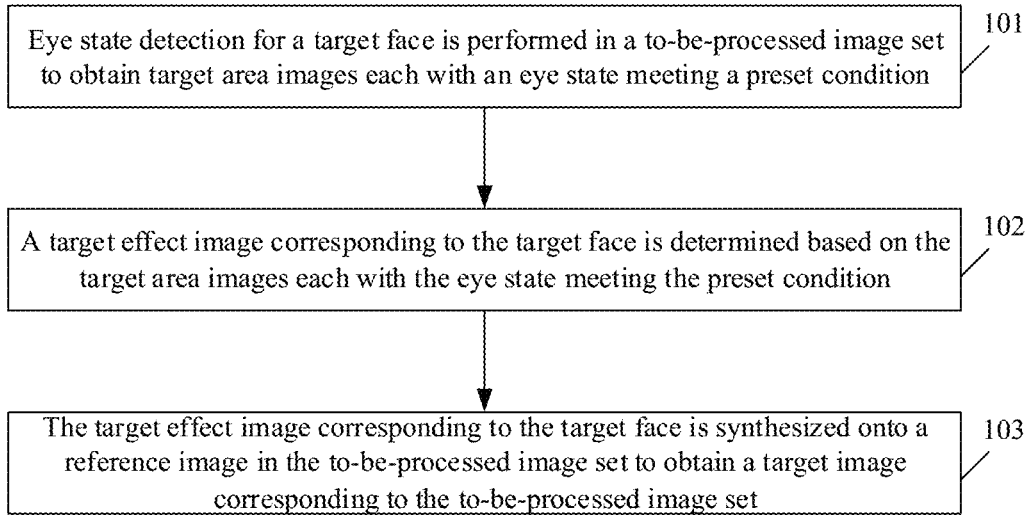 101
Eye state detection for a target face is performed in a to-be-processed image set
to obtain target area images each with an eye state meeting a preset condition
102
A target effect image corresponding to the target face is determined based on the
target area images each with the eye state meeting the preset condition
103
The target effect image corresponding to the target face is synthesized onto a
reference image in the to-be-processed image set to obtain a target image
corresponding to the to-be-processed image set